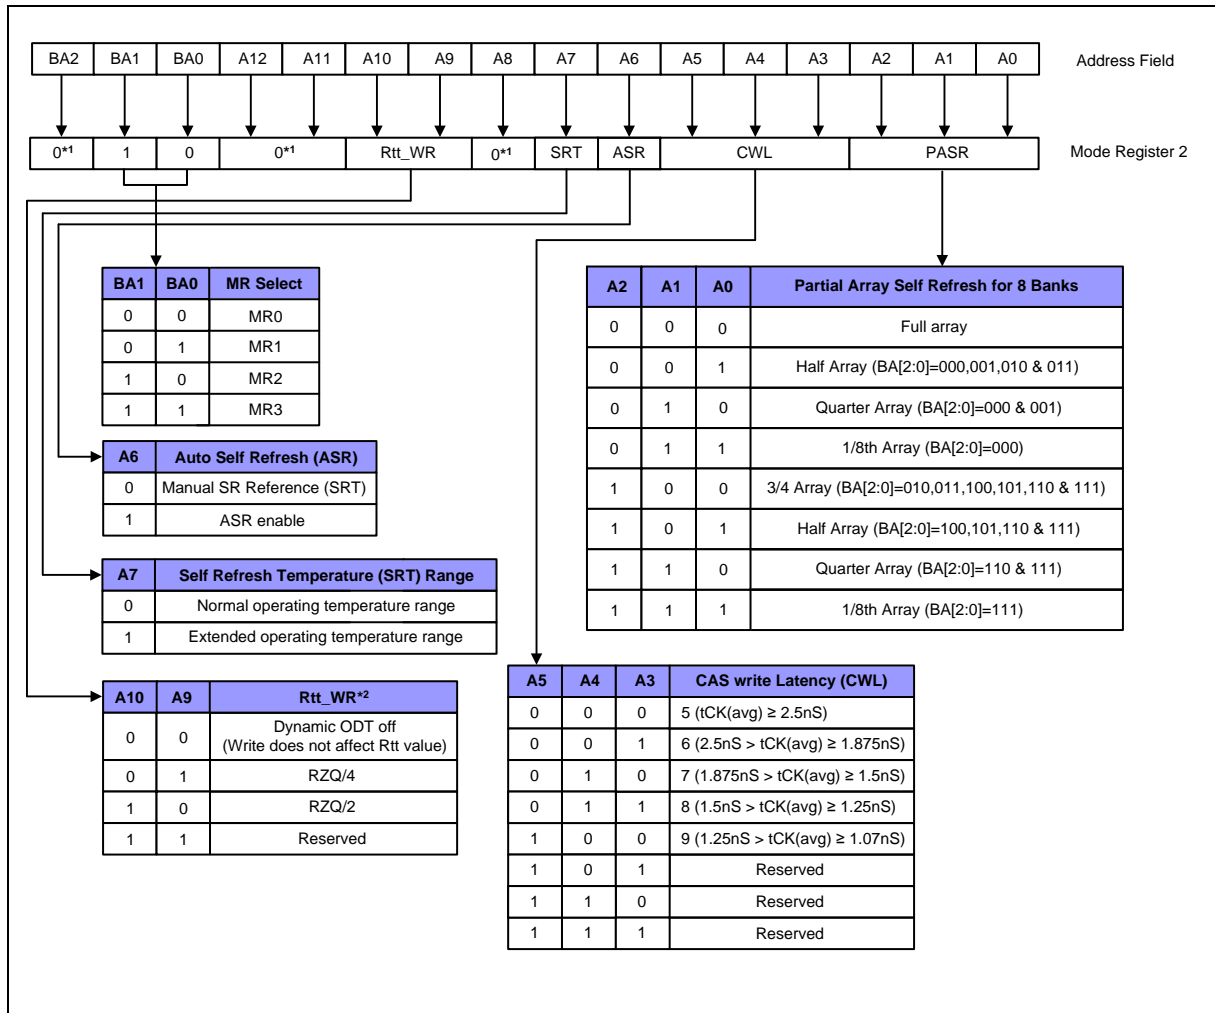 BA2 BA1 BA0 A12 A11 A10 A9 A8 A7 A6 A5 A4 A3 A2 A1 A0 Address Field
0*1 1 0 0*1 Rtt_WR 0*1 SRT ASR CWL PASR Mode Register 2
BA1 BA0 MR Select
0 0 MR0
0 1 MR1
1 0 MR2
1 1 MR3
A6 Auto Self Refresh (ASR)
0 Manual SR Reference (SRT)
1 ASR enable
A7 Self Refresh Temperature (SRT) Range
0 Normal operating temperature range
1 Extended operating temperature range
A10 A9 Rtt_WR*2
0 0 Dynamic ODT off
(Write does not affect Rtt value)
0 1 RZQ/4
1 0 RZQ/2
1 1 Reserved
A2 A1 A0 Partial Array Self Refresh for 8 Banks
0 0 0 Full array
0 0 1 Half Array (BA[2:0]=000,001,010 & 011)
0 1 0 Quarter Array (BA[2:0]=000 & 001)
0 1 1 1/8th Array (BA[2:0]=000)
1 0 0 3/4 Array (BA[2:0]=010,011,100,101,110 & 111)
1 0 1 Half Array (BA[2:0]=100,101,110 & 111)
1 1 0 Quarter Array (BA[2:0]=110 & 111)
1 1 1 1/8th Array (BA[2:0]=111)
A5 A4 A3 CAS write Latency (CWL)
0 0 0 5 (tCK(avg) ≥ 2.5nS)
0 0 1 6 (2.5nS > tCK(avg) ≥ 1.875nS)
0 1 0 7 (1.875nS > tCK(avg) ≥ 1.5nS)
0 1 1 8 (1.5nS > tCK(avg) ≥ 1.25nS)
1 0 0 9 (1.25nS > tCK(avg) ≥ 1.07nS)
1 0 1 Reserved
1 1 0 Reserved
1 1 1 Reserved